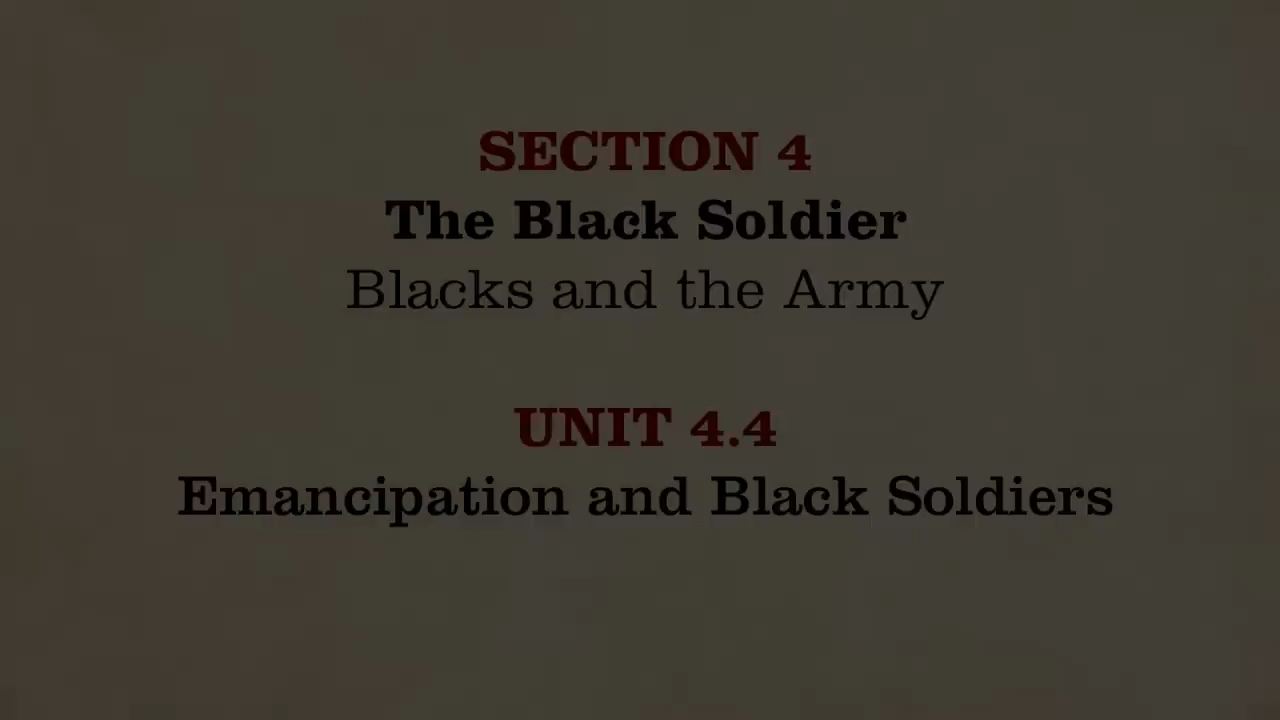 SECTION 4
The Black Soldier
Blacks and the Army
UNIT 4.4
Emancipation and Black Soldiers